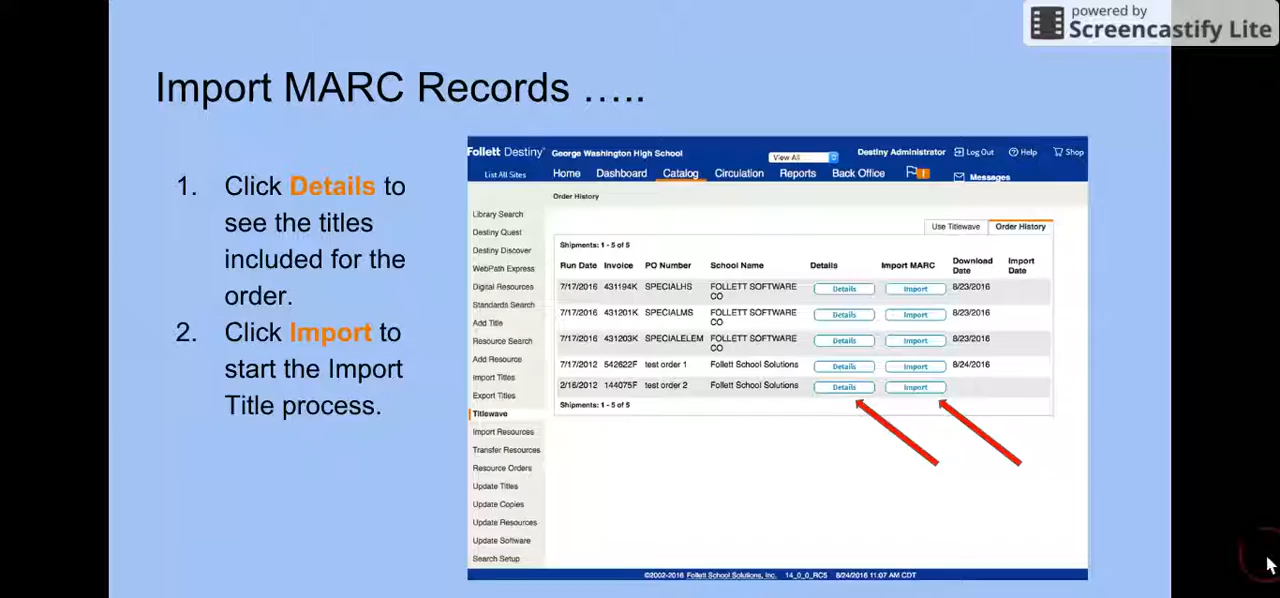 powered by
Screencastify Lite
Import MARC Records …..
1. Click Details to
see the titles
included for the
order.
2. Click Import to
start the Import
Title process.
Follett Destiny® George Washington High School View All Destiny Administrator Log Out Help Shop
List All Sites Home Dashboard Catalog Circulation Reports Back Office ! Messages
Order History
Library Search
Destiny Quest
Destiny Discover
WebPath Express
Digital Resources
Standards Search
Add Title
Resource Search
Add Resource
Import Titles
Export Titles
Titlewave
Import Resources
Transfer Resources
Resource Orders
Update Titles
Update Copies
Update Resources
Update Software
Search Setup
Use Titlewave Order History
Shipments: 1 - 5 of 5
Run Date Invoice PO Number School Name Details Import MARC Download Date Import Date
7/17/2016 431194K SPECIALHS FOLLETT SOFTWARE CO Details Import 8/23/2016
7/17/2016 431201K SPECIALMS FOLLETT SOFTWARE CO Details Import 8/23/2016
7/17/2016 431203K SPECIALELEM FOLLETT SOFTWARE CO Details Import 8/23/2016
7/17/2012 542622F test order 1 Follett School Solutions Details Import 8/24/2016
2/16/2012 144075F test order 2 Follett School Solutions Details Import
Shipments: 1 - 5 of 5
©2002-2016 Follett School Solutions, Inc. 14_0_0_RC5 8/24/2016 11:07 AM CDT